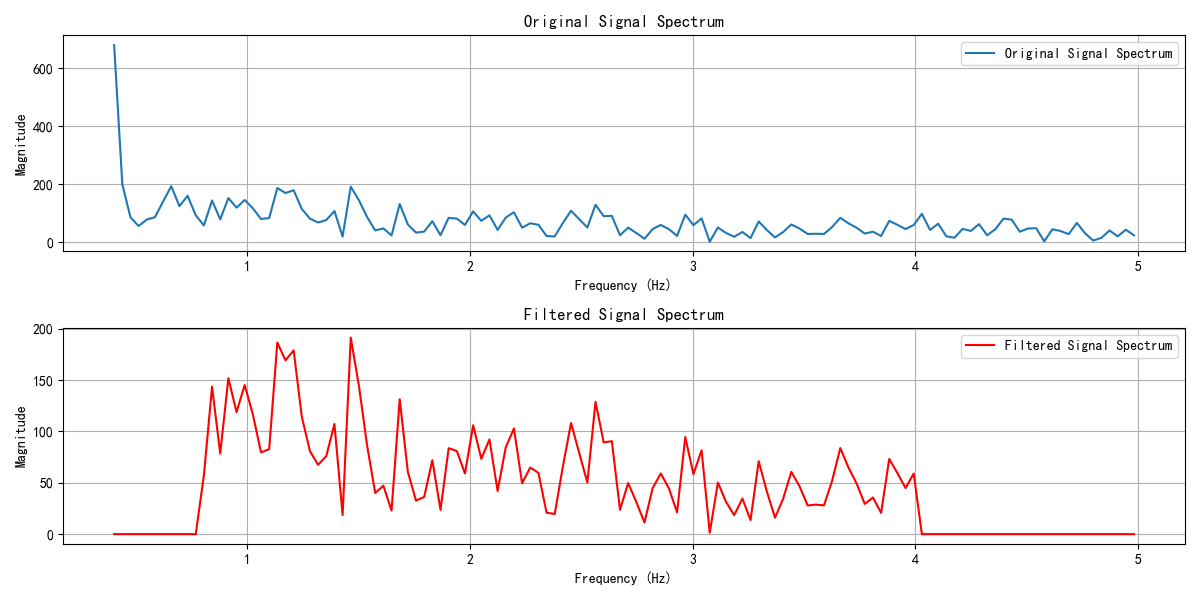 Original Signal Spectrum
Original Signal Spectrum
Magnitude
600
400
200
0
1 2 3 4 5
Frequency (Hz)
Filtered Signal Spectrum
Filtered Signal Spectrum
Magnitude
200
150
100
50
0
1 2 3 4 5
Frequency (Hz)